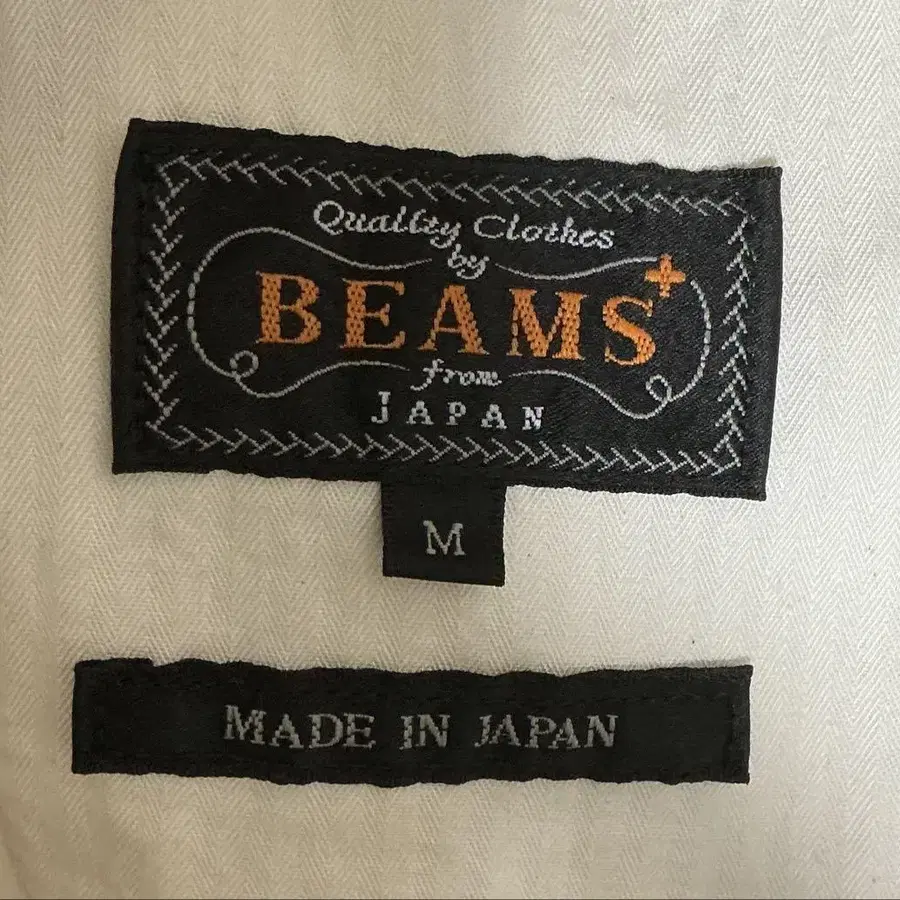 Quality Clothes
by
BEAMS+
from
JAPAN
M
MADE IN JAPAN